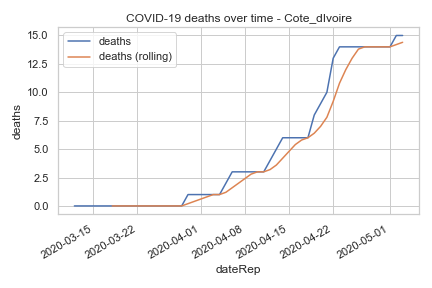 COVID-19 deaths over time - Cote_dIvoire
deaths
deaths (rolling)
15.0
12.5
10.0
7.5
5.0
2.5
0.0
deaths
2020-03-15
2020-03-22
2020-04-01
2020-04-08
2020-04-15
2020-04-22
2020-05-01
dateRep